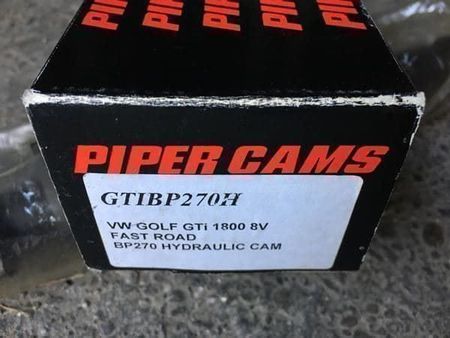 PIPER CAMS
GTIBP270H
VW GOLF GTi 1800 8V
FAST ROAD
BP270 HYDRAULIC CAM